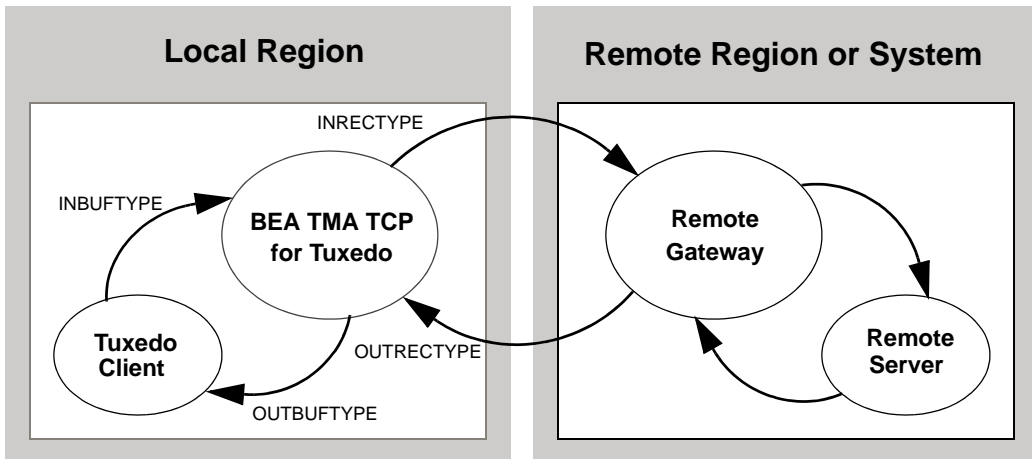 Local Region
Remote Region or System
INRECTYPE
INBUFTYPE
BEA TMA TCP
for Tuxedo
Remote
Gateway
Tuxedo
Client
OUTRECTYPE
Remote
Server
OUTBUFTYPE